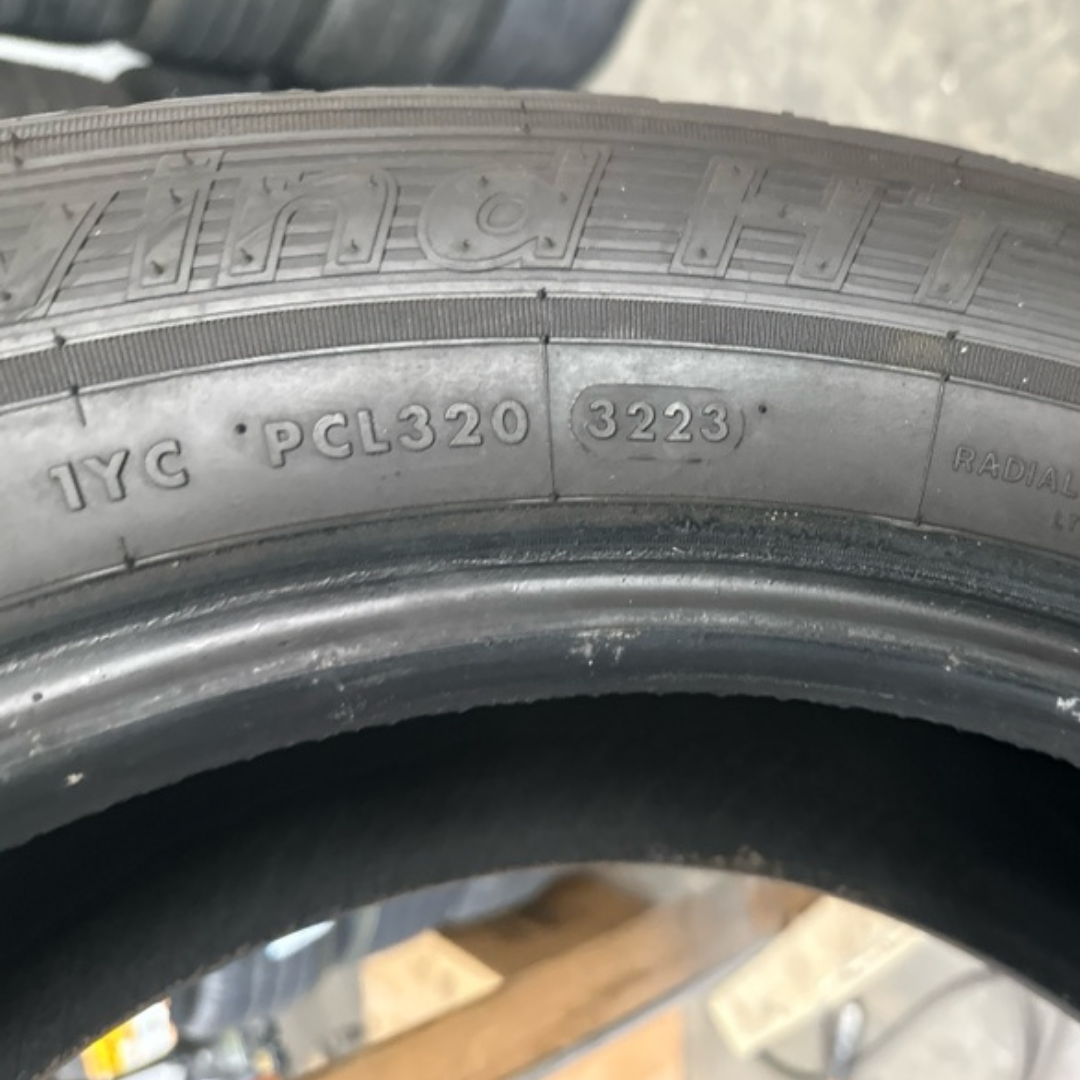 ind HT
1YC PCL320 3223 RADIAL